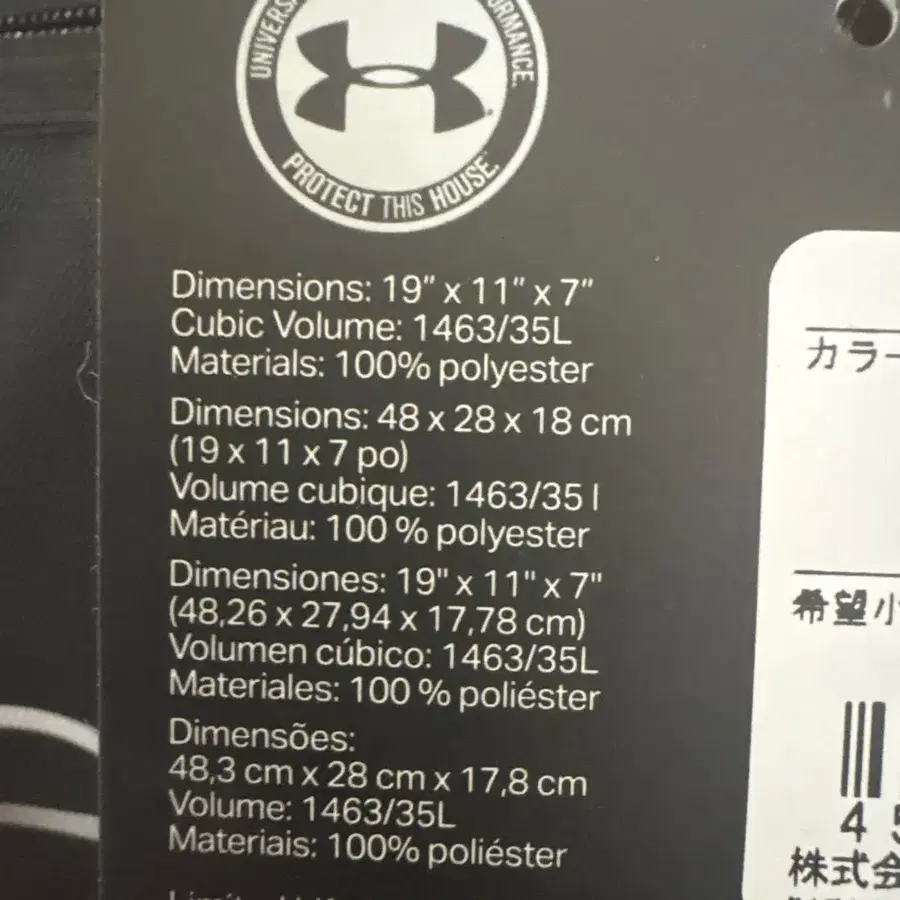 PROTECT THIS HOUSE.
Dimensions: 19" x 11" x 7"
Cubic Volume: 1463/35L
Materials: 100% polyester
Dimensions: 48 x 28 x 18 cm
(19 x 11 x 7 po)
Volume cubique: 1463/35 l
Matériau: 100 % polyester
Dimensiones: 19" x 11" x 7"
(48,26 x 27,94 x 17,78 cm)
Volumen cúbico: 1463/35L
Materiales: 100 % poliéster
Dimensões:
48,3 cm x 28 cm x 17,8 cm
Volume: 1463/35L
Materiais: 100% poliéster
カラー
希望小
4 5
株式会